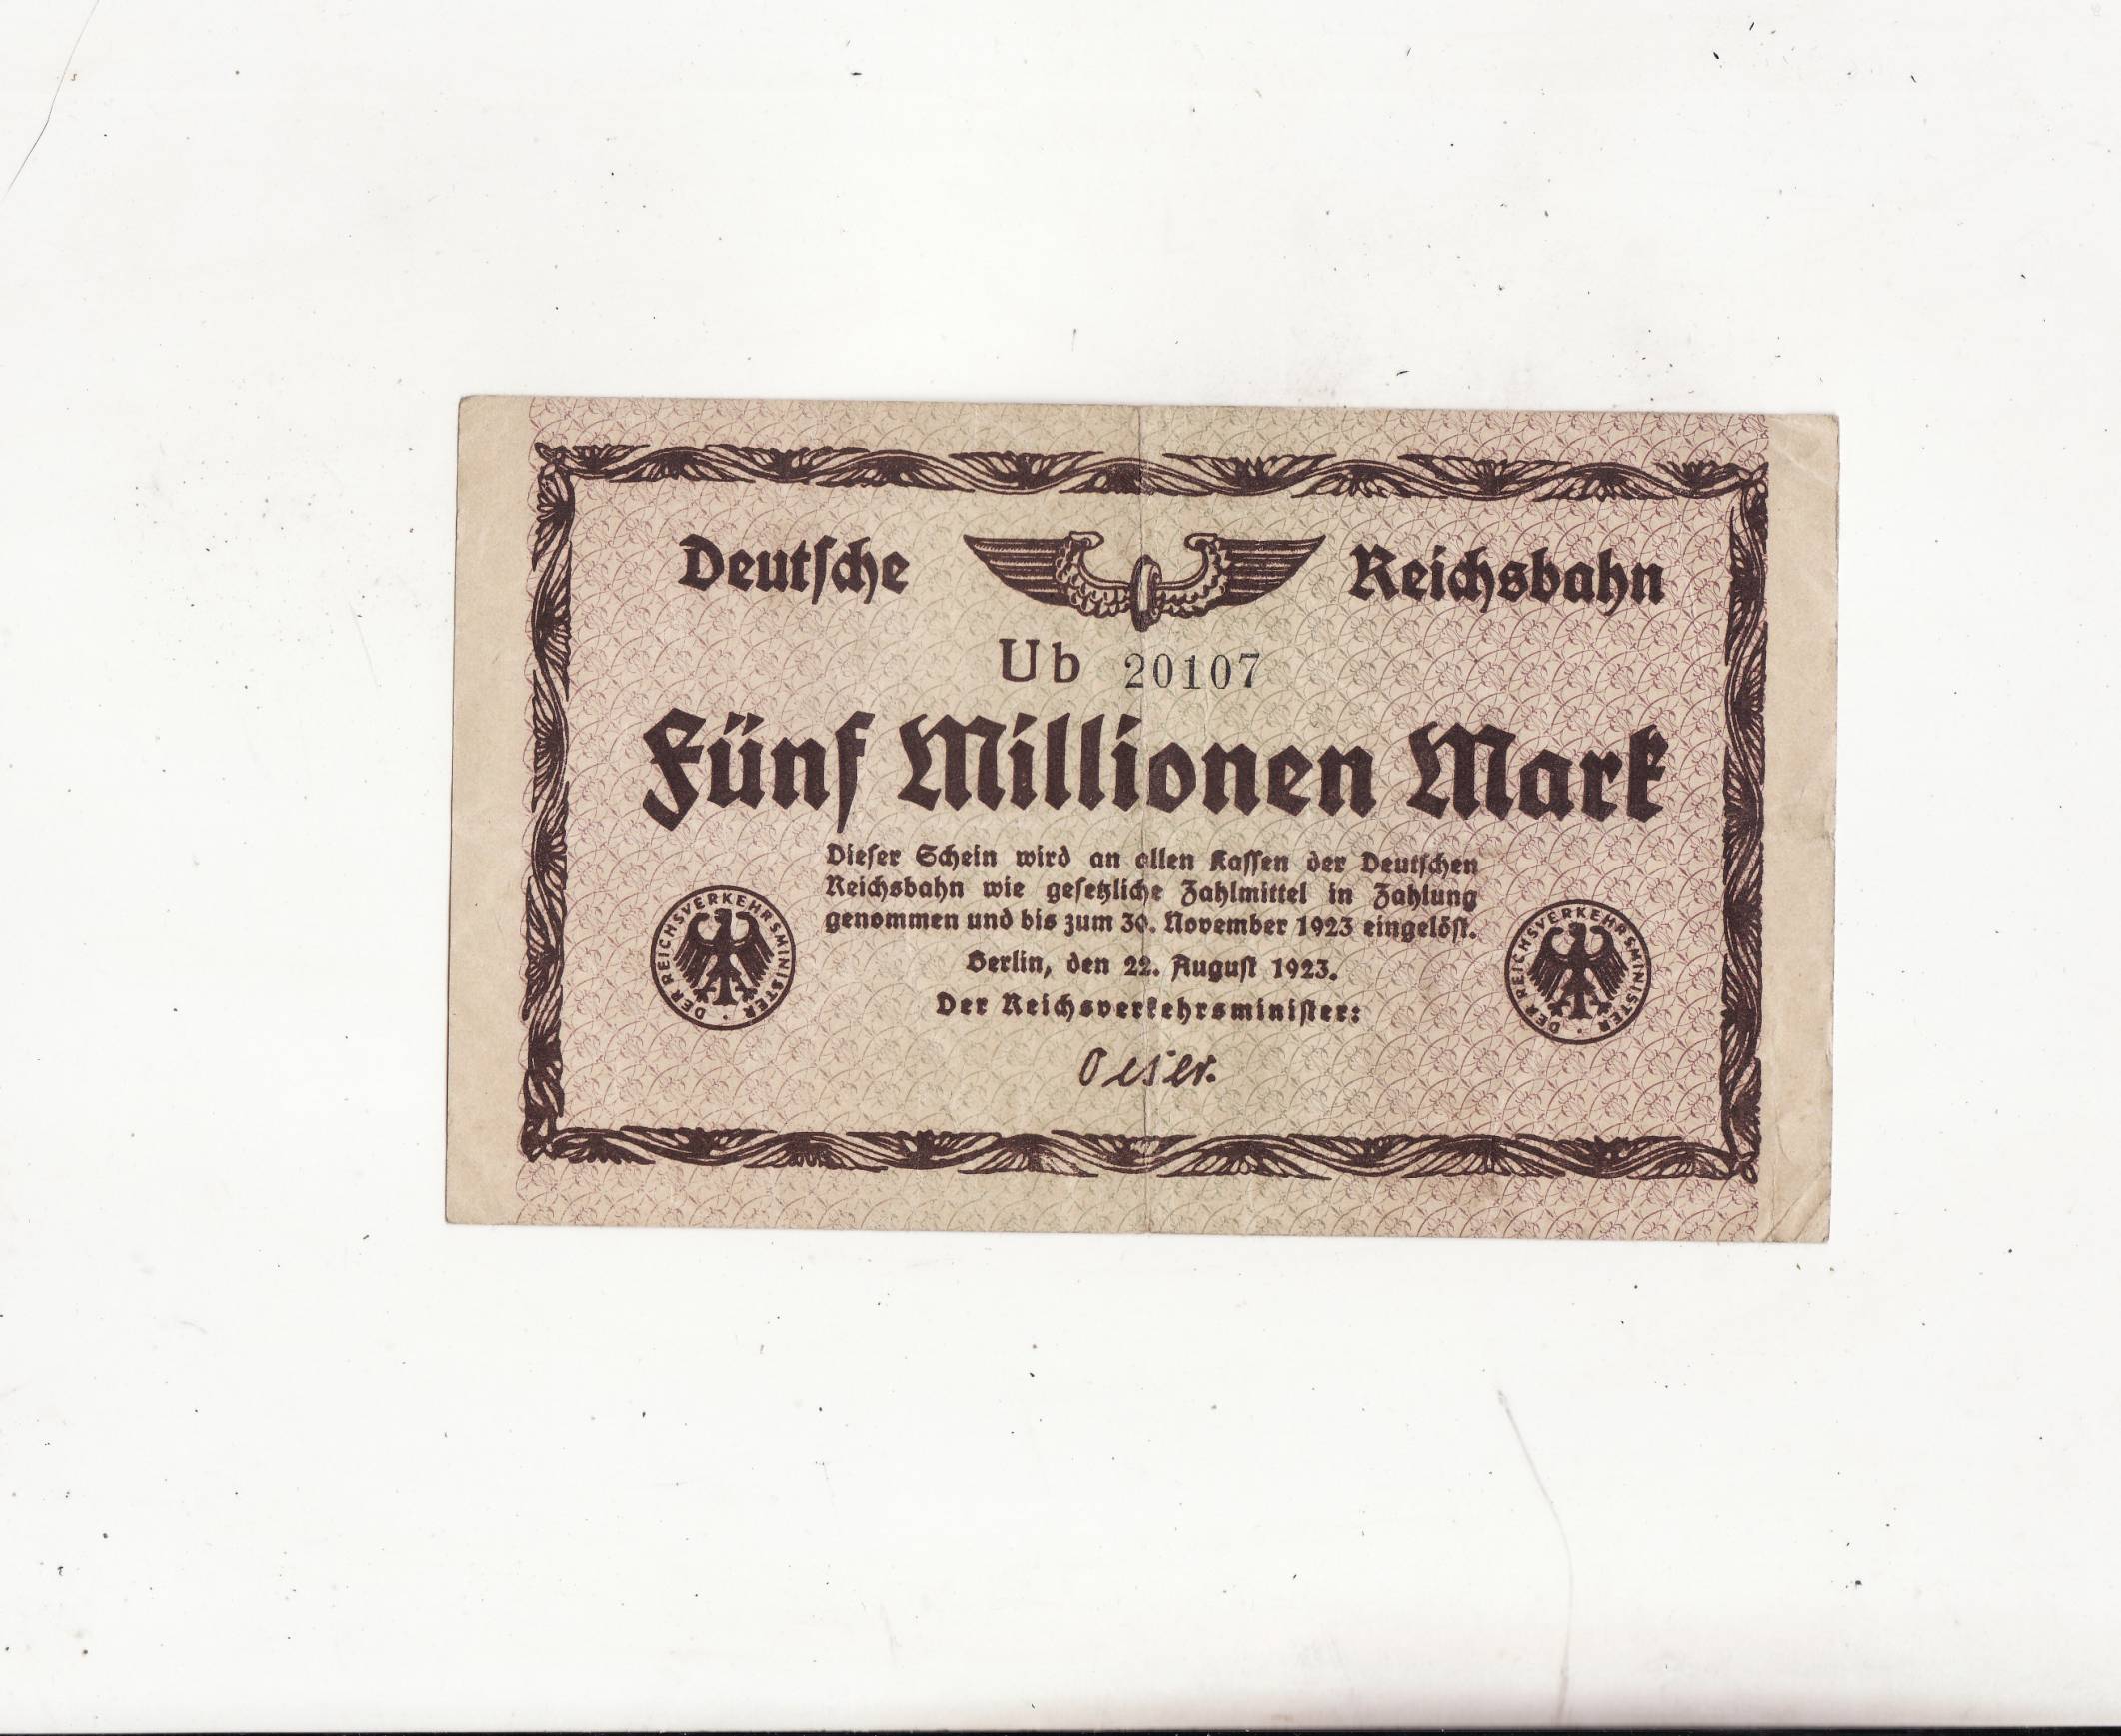 Deutsche Reichsbahn
Ub 20107
Fünf Millionen Mark
Dieser Schein wird an allen Kassen der Deutschen
Reichsbahn wie gesetzliche Zahlmittel in Zahlung
genommen und bis zum 30. November 1923 eingelöst.
Berlin, den 22. August 1923.
Der Reichsverkehrsminister:
Oeser.
DER REICHSVERKEHRSMINISTER
DER REICHSVERKEHRSMINISTER